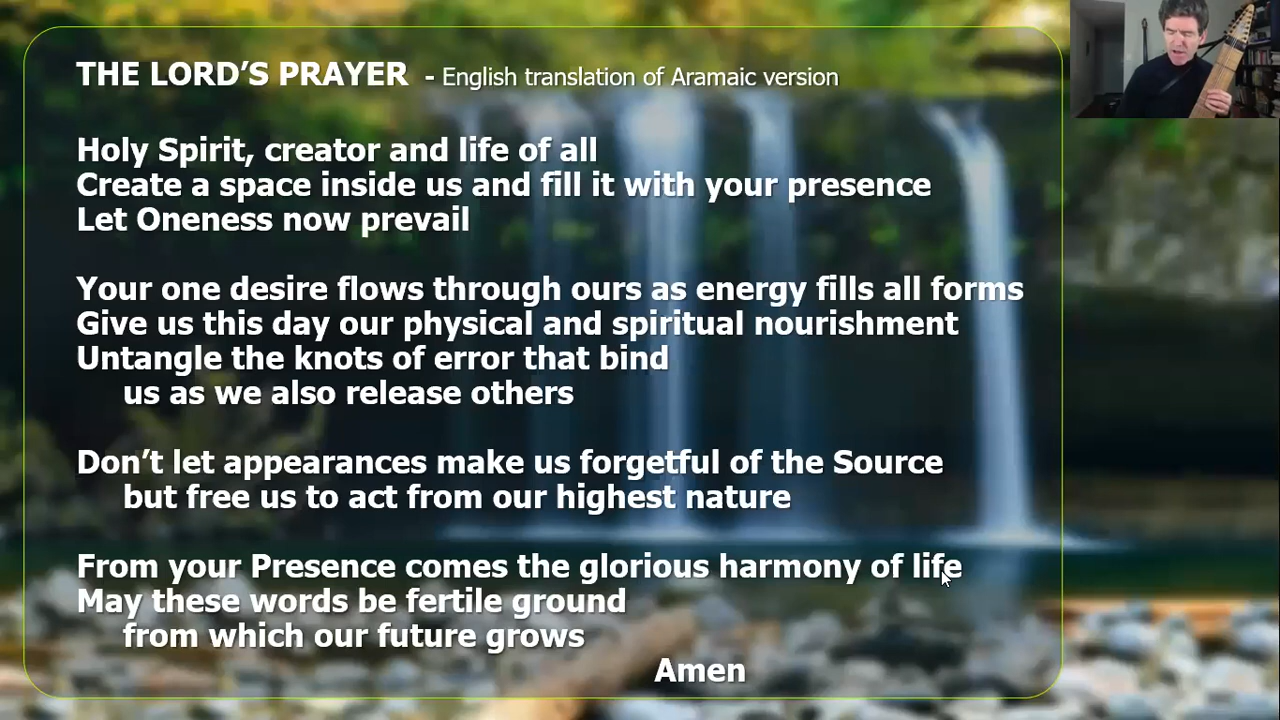 THE LORD’S PRAYER - English translation of Aramaic version
Holy Spirit, creator and life of all
Create a space inside us and fill it with your presence
Let Oneness now prevail
Your one desire flows through ours as energy fills all forms
Give us this day our physical and spiritual nourishment
Untangle the knots of error that bind
us as we also release others
Don’t let appearances make us forgetful of the Source
but free us to act from our highest nature
From your Presence comes the glorious harmony of life
May these words be fertile ground
from which our future grows
Amen